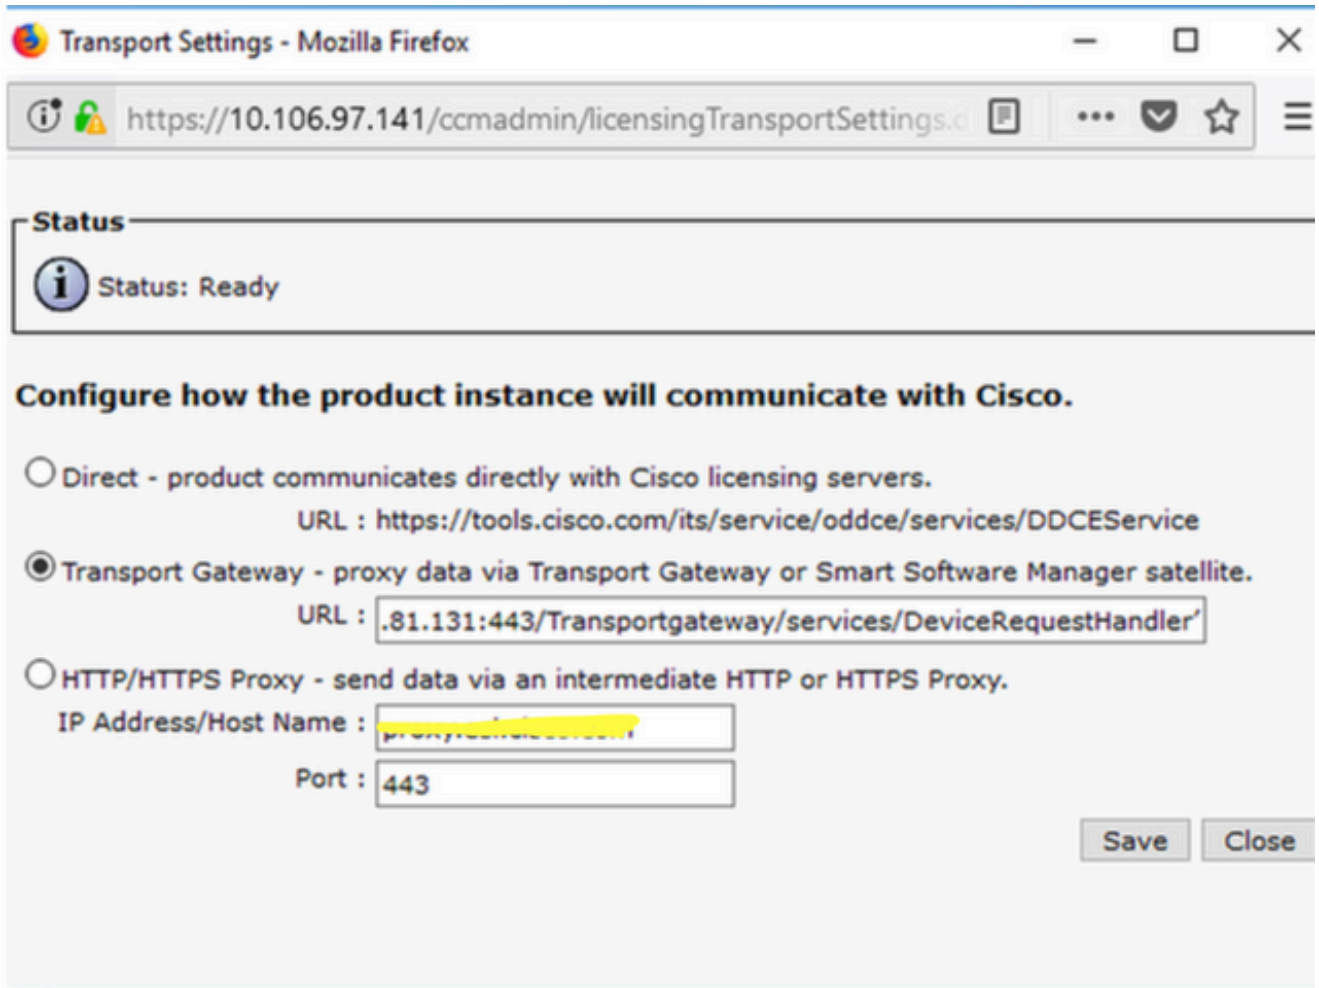 Transport Settings - Mozilla Firefox
https://10.106.97.141/ccmadmin/licensingTransportSettings.d
Status
i Status: Ready
Configure how the product instance will communicate with Cisco.
Direct - product communicates directly with Cisco licensing servers.
URL : https://tools.cisco.com/its/service/oddce/services/DDCEService
Transport Gateway - proxy data via Transport Gateway or Smart Software Manager satellite.
URL : .81.131:443/Transportgateway/services/DeviceRequestHandler'
HTTP/HTTPS Proxy - send data via an intermediate HTTP or HTTPS Proxy.
IP Address/Host Name :
Port : 443
Save Close